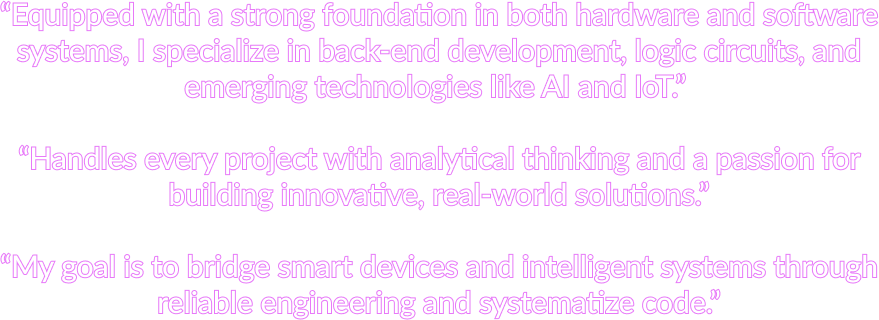 “Equipped with a strong foundation in both hardware and software
systems, I specialize in back-end development, logic circuits, and
emerging technologies like AI and IoT.”
“Handles every project with analytical thinking and a passion for
building innovative, real-world solutions.”
“My goal is to bridge smart devices and intelligent systems through
reliable engineering and systematize code.”